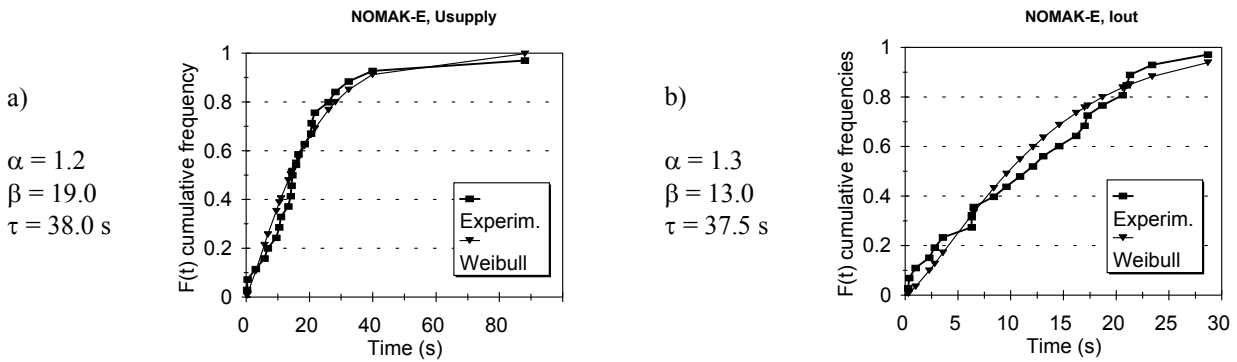 NOMAK-E, Usupply
a)
α = 1.2
β = 19.0
τ = 38.0 s
F(t) cumulative frequency
1
0.8
0.6
0.4
0.2
0
0 20 40 60 80
Time (s)
Experim.
Weibull
NOMAK-E, Iout
b)
α = 1.3
β = 13.0
τ = 37.5 s
F(t) cumulative frequencies
1
0.8
0.6
0.4
0.2
0
0 5 10 15 20 25 30
Time (s)
Experim.
Weibull